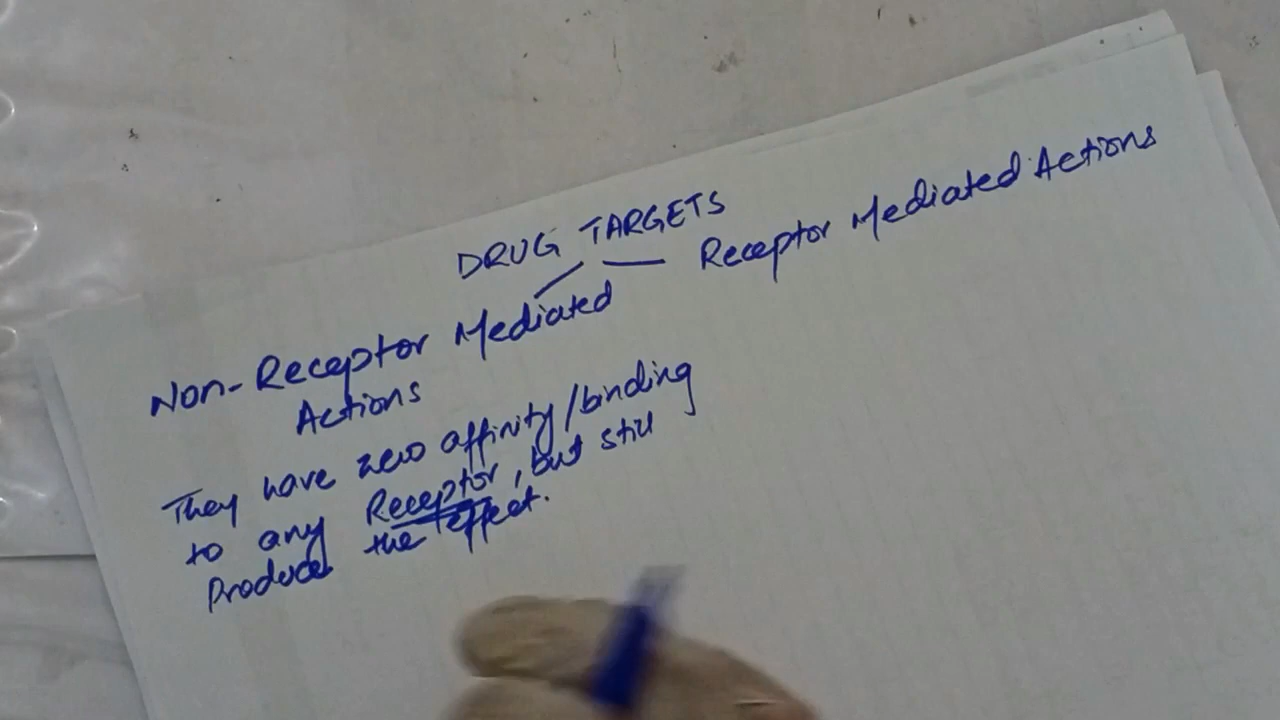 DRUG TARGETS
Receptor Mediated Actions
Non-Receptor Mediated
Actions
They have zero affinity/binding
to any Receptor, but still
Produces the effect.